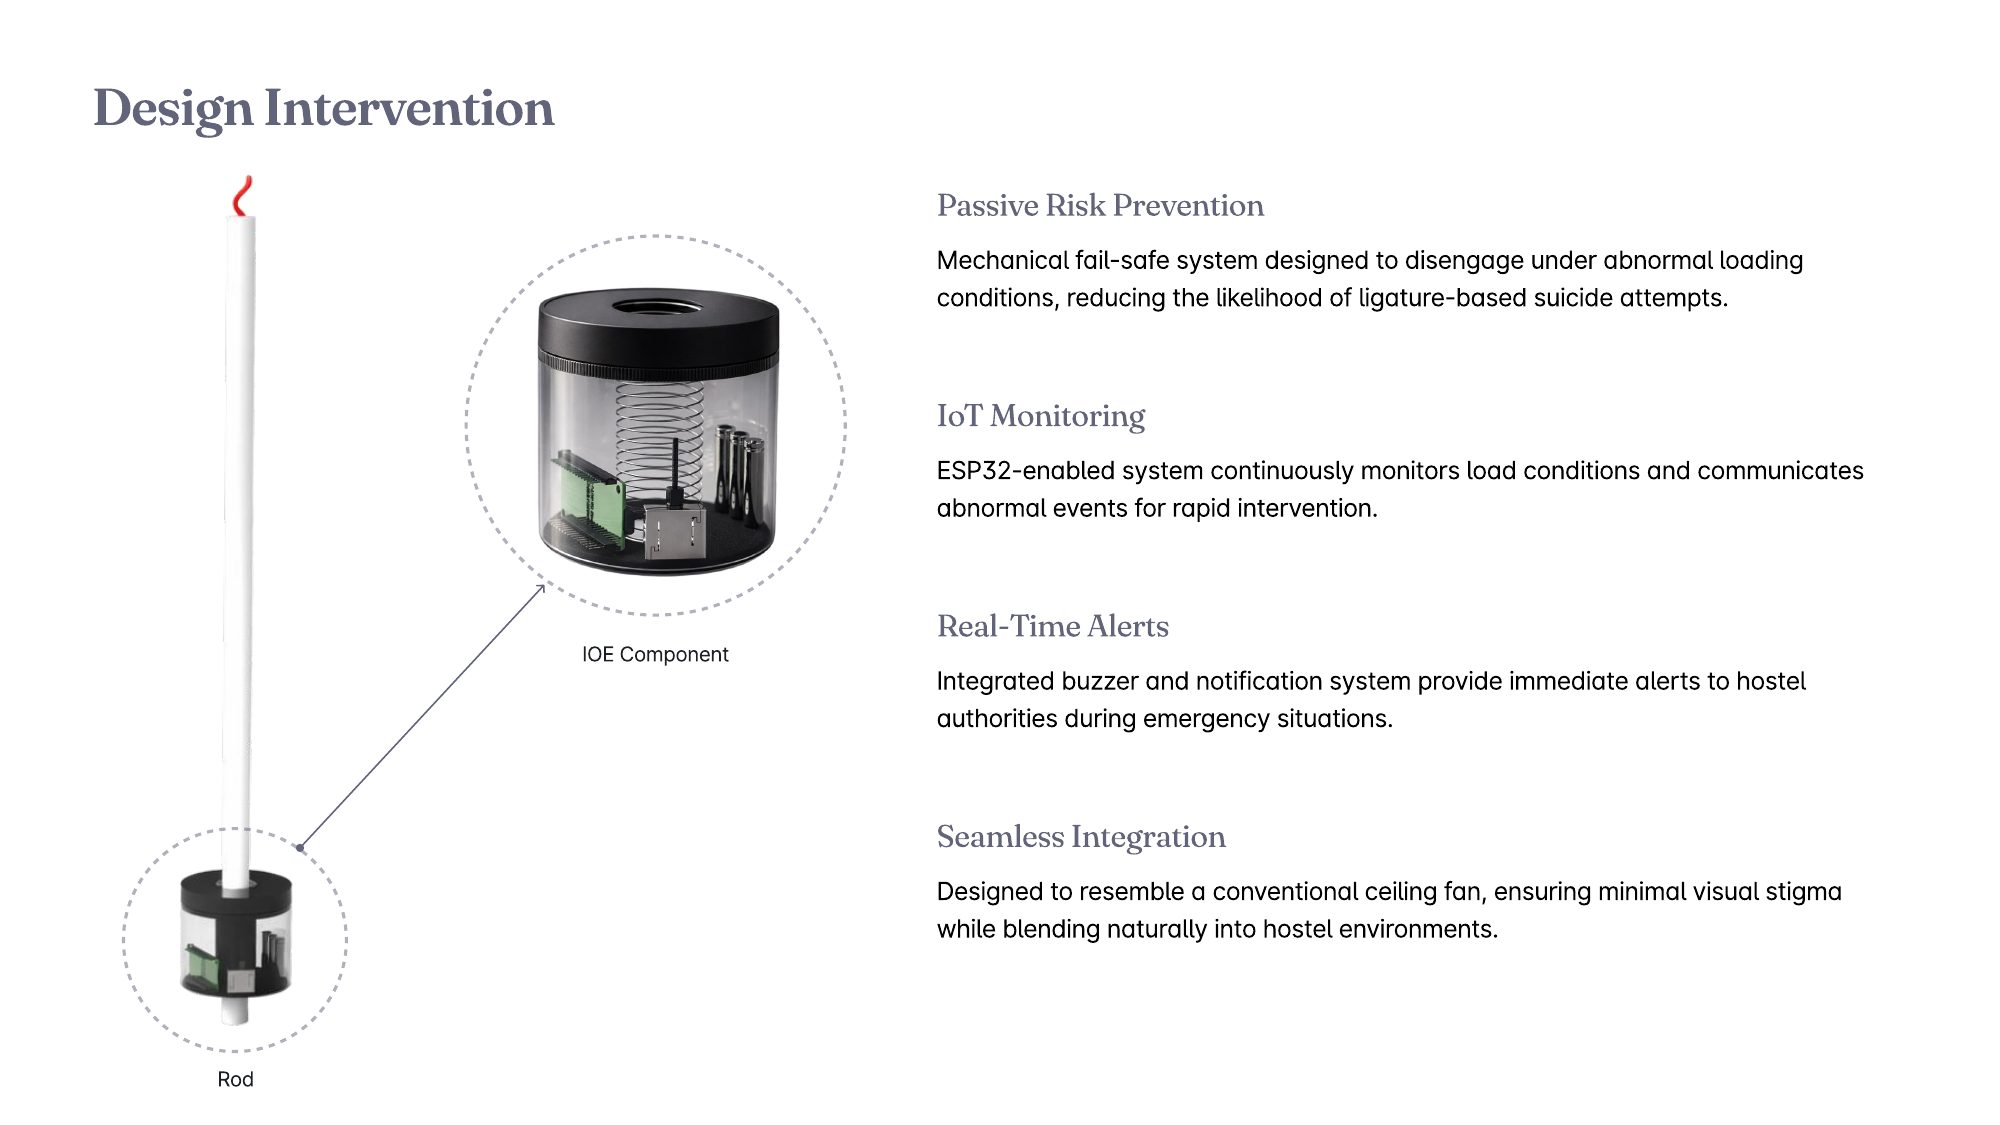 Design Intervention
Passive Risk Prevention
Mechanical fail-safe system designed to disengage under abnormal loading
conditions, reducing the likelihood of ligature-based suicide attempts.
IoT Monitoring
ESP32-enabled system continuously monitors load conditions and communicates
abnormal events for rapid intervention.
IOE Component
Real-Time Alerts
Integrated buzzer and notification system provide immediate alerts to hostel
authorities during emergency situations.
Seamless Integration
Designed to resemble a conventional ceiling fan, ensuring minimal visual stigma
while blending naturally into hostel environments.
Rod